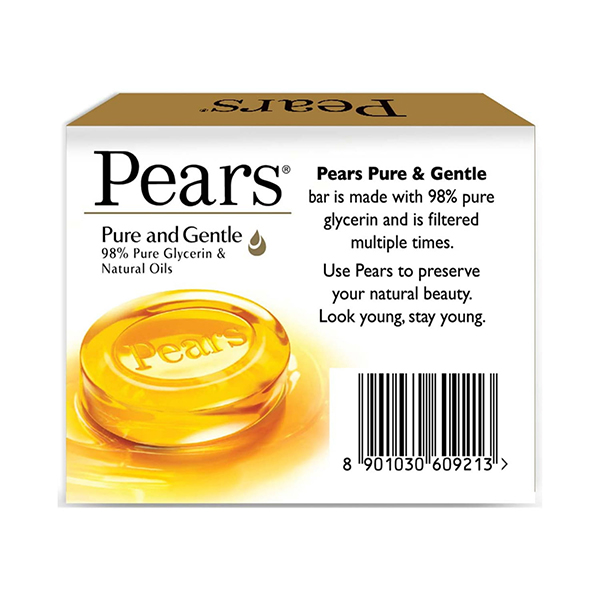 Pears®
Pears®
Pure and Gentle
98% Pure Glycerin &
Natural Oils
Pears
Pears Pure & Gentle
bar is made with 98% pure
glycerin and is filtered
multiple times.
Use Pears to preserve
your natural beauty.
Look young, stay young.
8 901030 609213 >